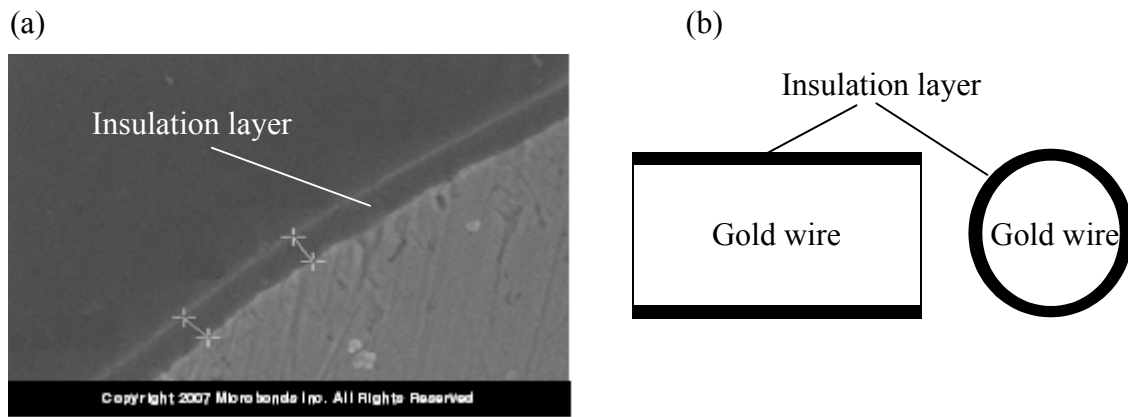 (a)
Insulation layer
Copyright 2007 Microbonds Inc. All Rights Reserved
(b)
Insulation layer
Gold wire
Gold wire